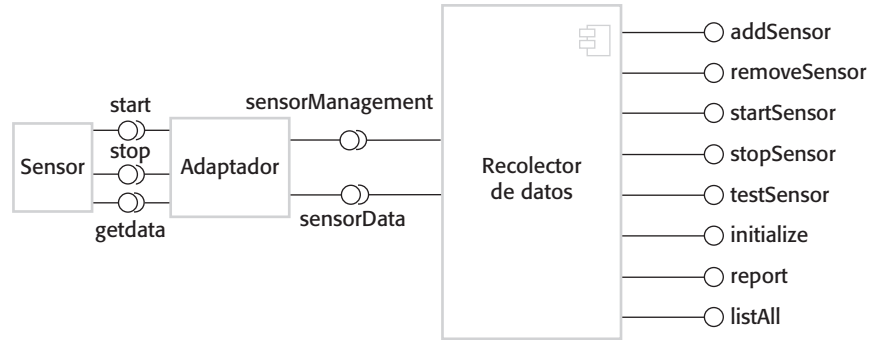 Sensor
start
stop
getdata
Adaptador
sensorManagement
sensorData
Recolector
de datos
addSensor
removeSensor
startSensor
stopSensor
testSensor
initialize
report
listAll